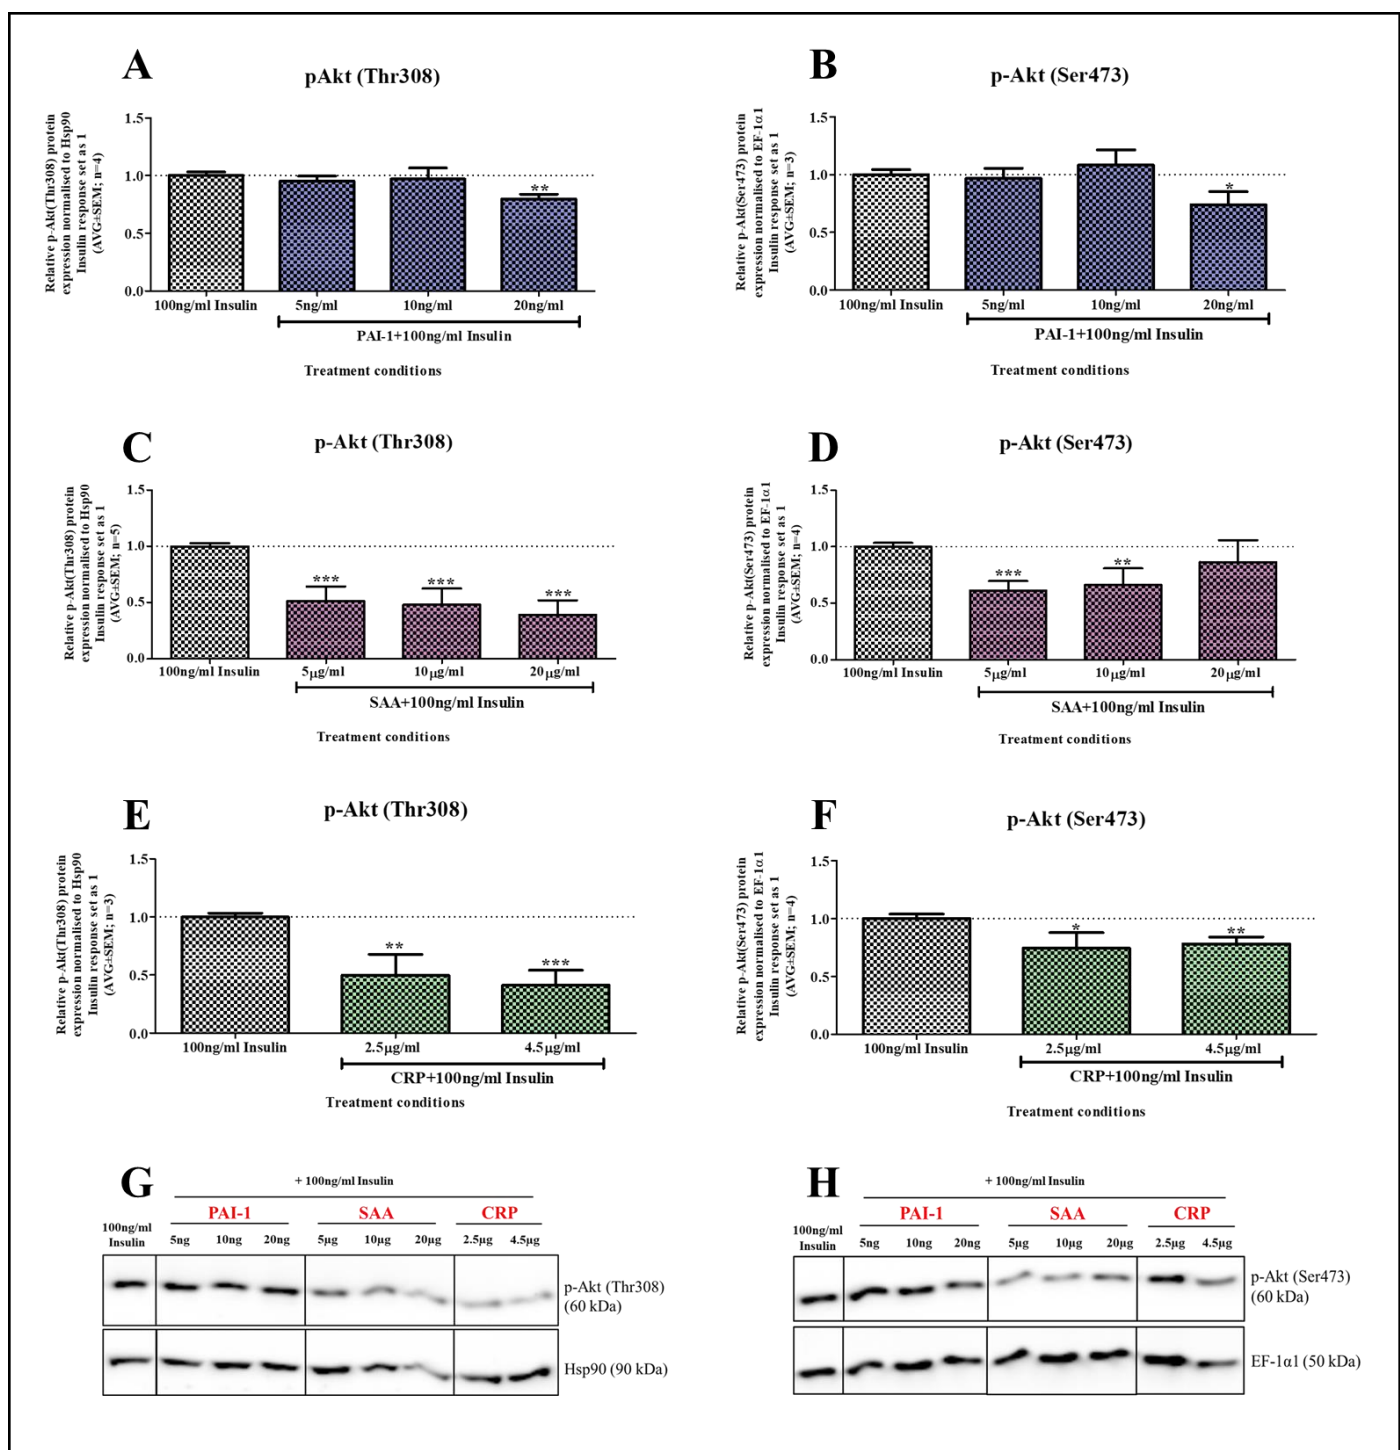 A
pAkt (Thr308)
Relative p-Akt(Thr308) protein
expression normalised to Hsp90
Insulin response set as 1
(AVG±SEM; n=4)
1.5
1.0
0.5
0.0
**
100ng/ml Insulin 5ng/ml 10ng/ml 20ng/ml
PAI-1+100ng/ml Insulin
Treatment conditions
B
p-Akt (Ser473)
Relative p-Akt(Ser473) protein
expression normalised to EF-1α1
Insulin response set as 1
(AVG±SEM; n=3)
1.5
1.0
0.5
0.0
*
100ng/ml Insulin 5ng/ml 10ng/ml 20ng/ml
PAI-1+100ng/ml Insulin
Treatment conditions
C
p-Akt (Thr308)
Relative p-Akt(Thr308) protein
expression normalised to Hsp90
Insulin response set as 1
(AVG±SEM; n=5)
1.5
1.0
0.5
0.0
*** *** ***
100ng/ml Insulin 5µg/ml 10µg/ml 20µg/ml
SAA+100ng/ml Insulin
Treatment conditions
D
p-Akt (Ser473)
Relative p-Akt(Ser473) protein
expression normalised to EF-1α1
Insulin response set as 1
(AVG±SEM; n=4)
1.5
1.0
0.5
0.0
*** **
100ng/ml Insulin 5µg/ml 10µg/ml 20µg/ml
SAA+100ng/ml Insulin
Treatment conditions
E
p-Akt (Thr308)
Relative p-Akt(Thr308) protein
expression normalised to Hsp90
Insulin response set as 1
(AVG±SEM; n=3)
1.5
1.0
0.5
0.0
** ***
100ng/ml Insulin 2.5µg/ml 4.5µg/ml
CRP+100ng/ml Insulin
Treatment conditions
F
p-Akt (Ser473)
Relative p-Akt(Ser473) protein
expression normalised to EF-1α1
Insulin response set as 1
(AVG±SEM; n=4)
1.5
1.0
0.5
0.0
* **
100ng/ml Insulin 2.5µg/ml 4.5µg/ml
CRP+100ng/ml Insulin
Treatment conditions
G
+ 100ng/ml Insulin
PAI-1 SAA CRP
100ng/ml
Insulin
5ng 10ng 20ng 5µg 10µg 20µg 2.5µg 4.5µg
p-Akt (Thr308)
(60 kDa)
Hsp90 (90 kDa)
H
+ 100ng/ml Insulin
PAI-1 SAA CRP
100ng/ml
Insulin
5ng 10ng 20ng 5µg 10µg 20µg 2.5µg 4.5µg
p-Akt (Ser473)
(60 kDa)
EF-1α1 (50 kDa)